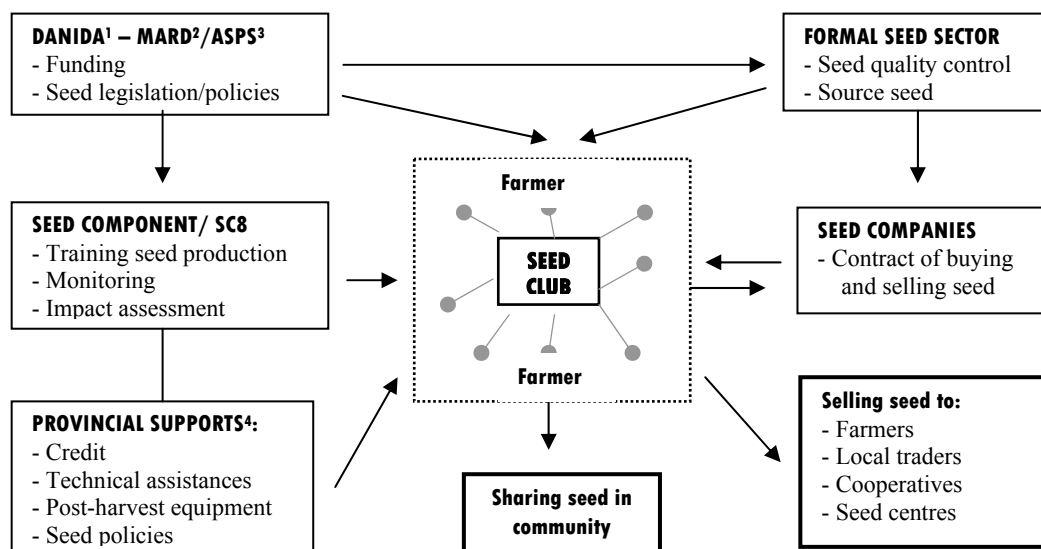 DANIDA¹ – MARD²/ASPS³
- Funding
- Seed legislation/policies
FORMAL SEED SECTOR
- Seed quality control
- Source seed
SEED COMPONENT/ SC8
- Training seed production
- Monitoring
- Impact assessment
Farmer
SEED
CLUB
Farmer
SEED COMPANIES
- Contract of buying
and selling seed
PROVINCIAL SUPPORTS⁴:
- Credit
- Technical assistances
- Post-harvest equipment
- Seed policies
Sharing seed in
community
Selling seed to:
- Farmers
- Local traders
- Cooperatives
- Seed centres